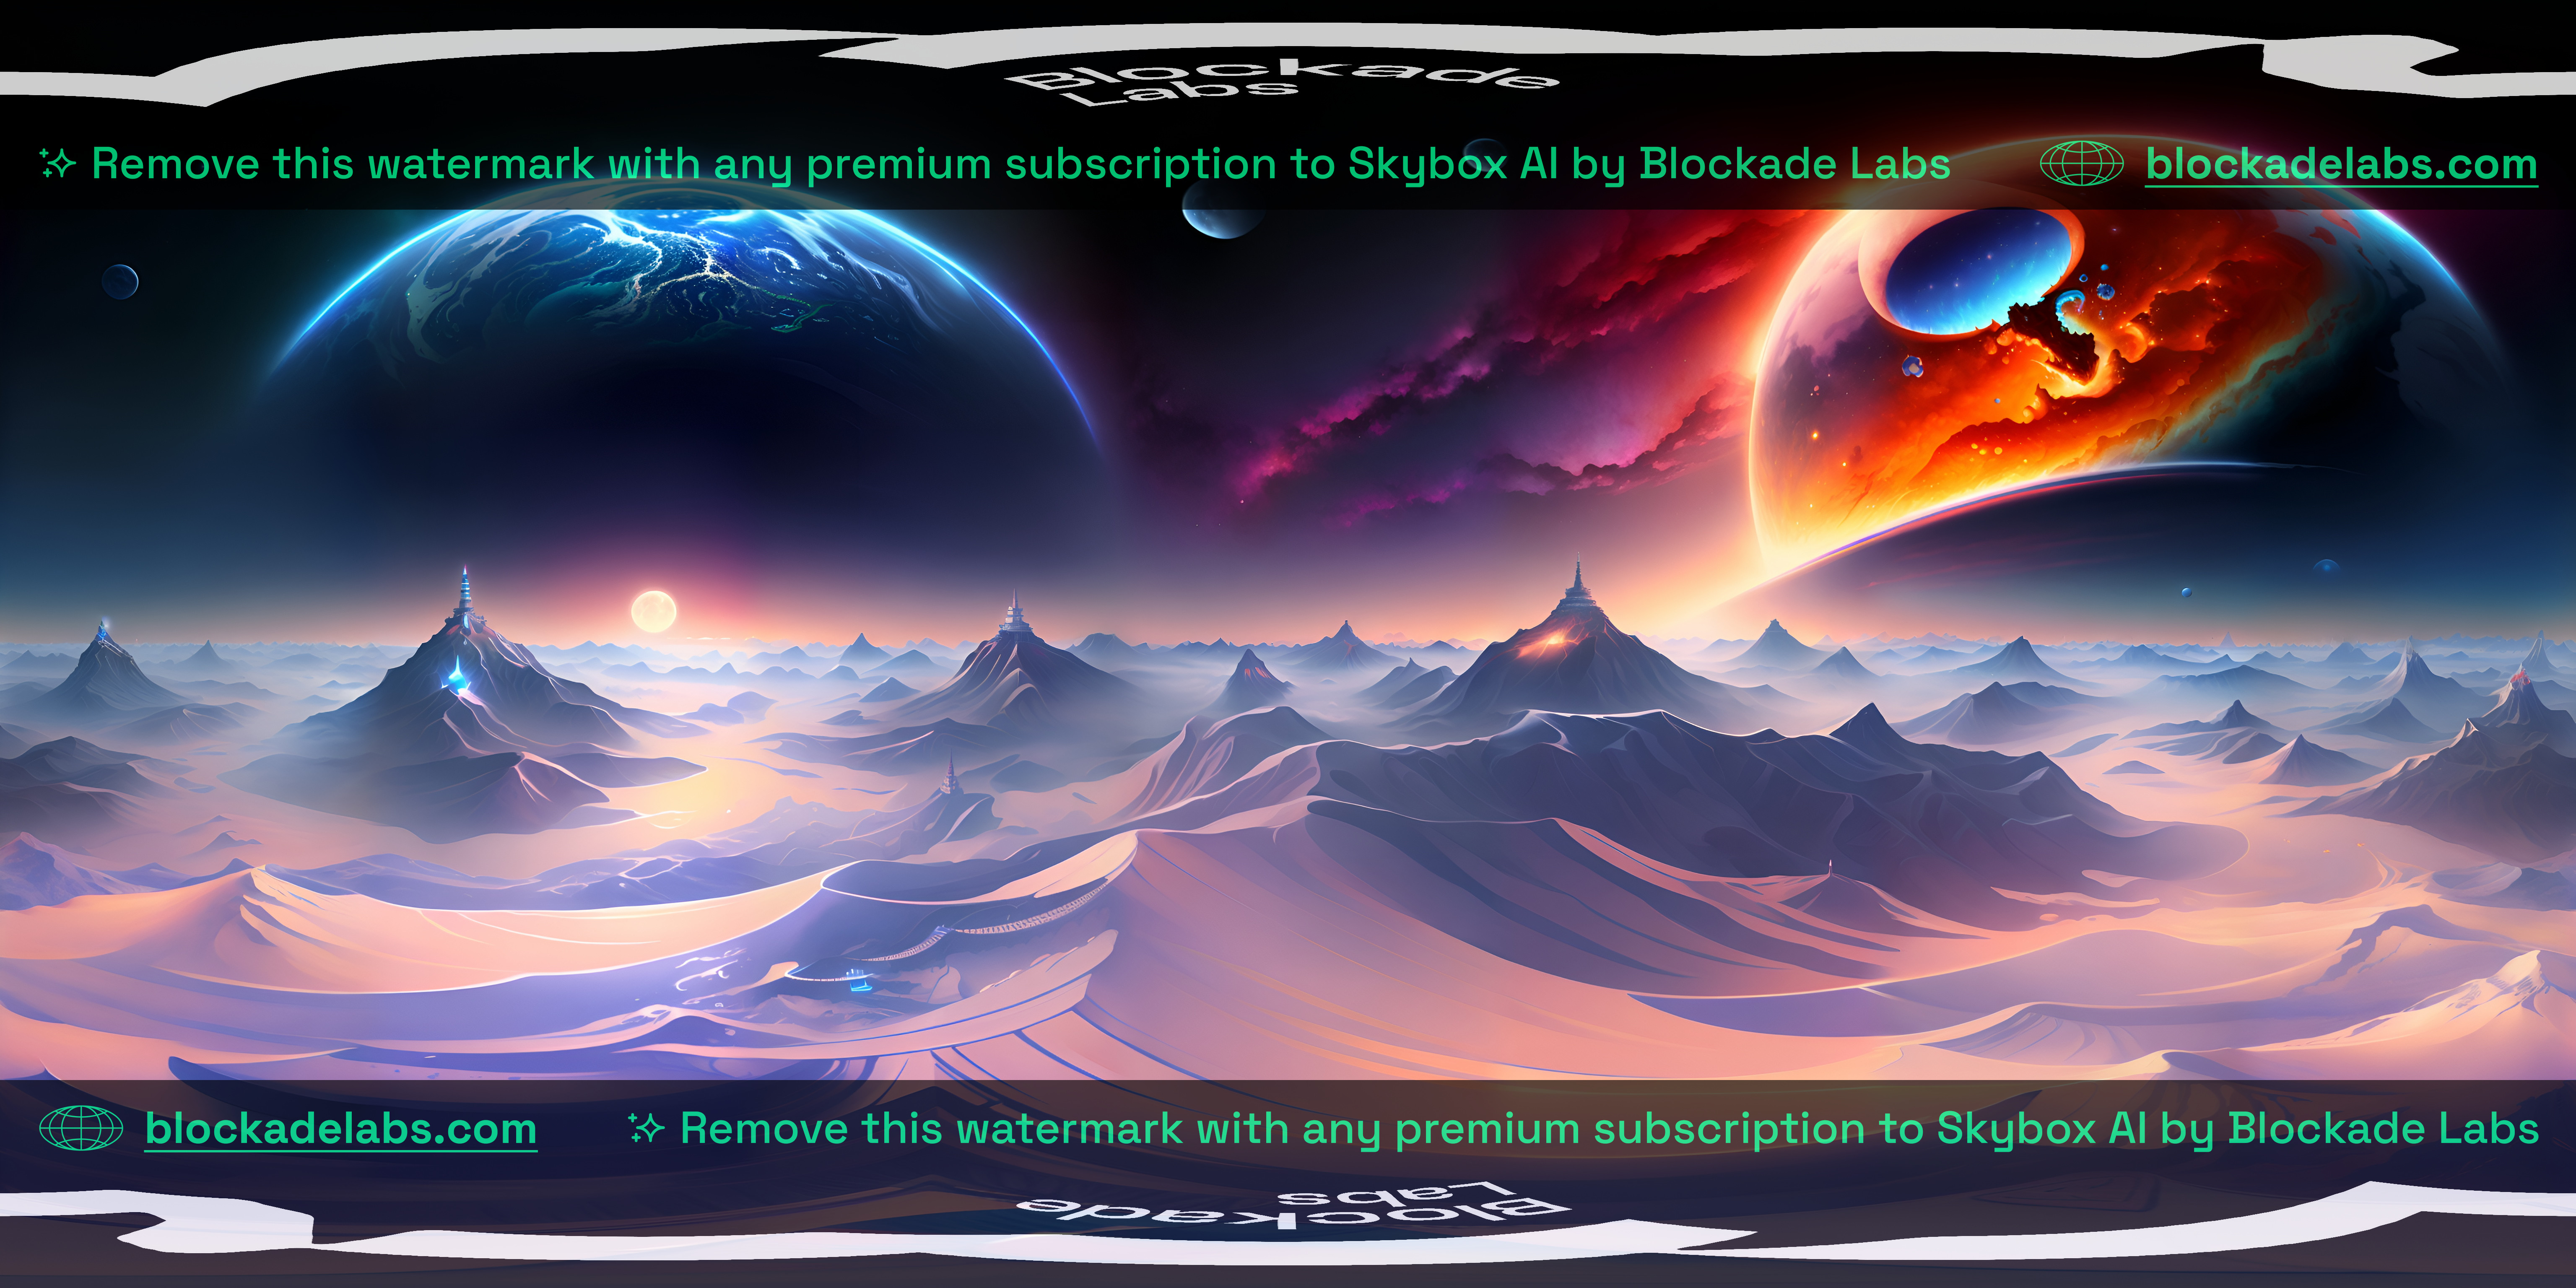 Blockade
Labs
Remove this watermark with any premium subscription to Skybox AI by Blockade Labs
blockadelabs.com
blockadelabs.com
Remove this watermark with any premium subscription to Skybox AI by Blockade Labs
Labs
Blockade